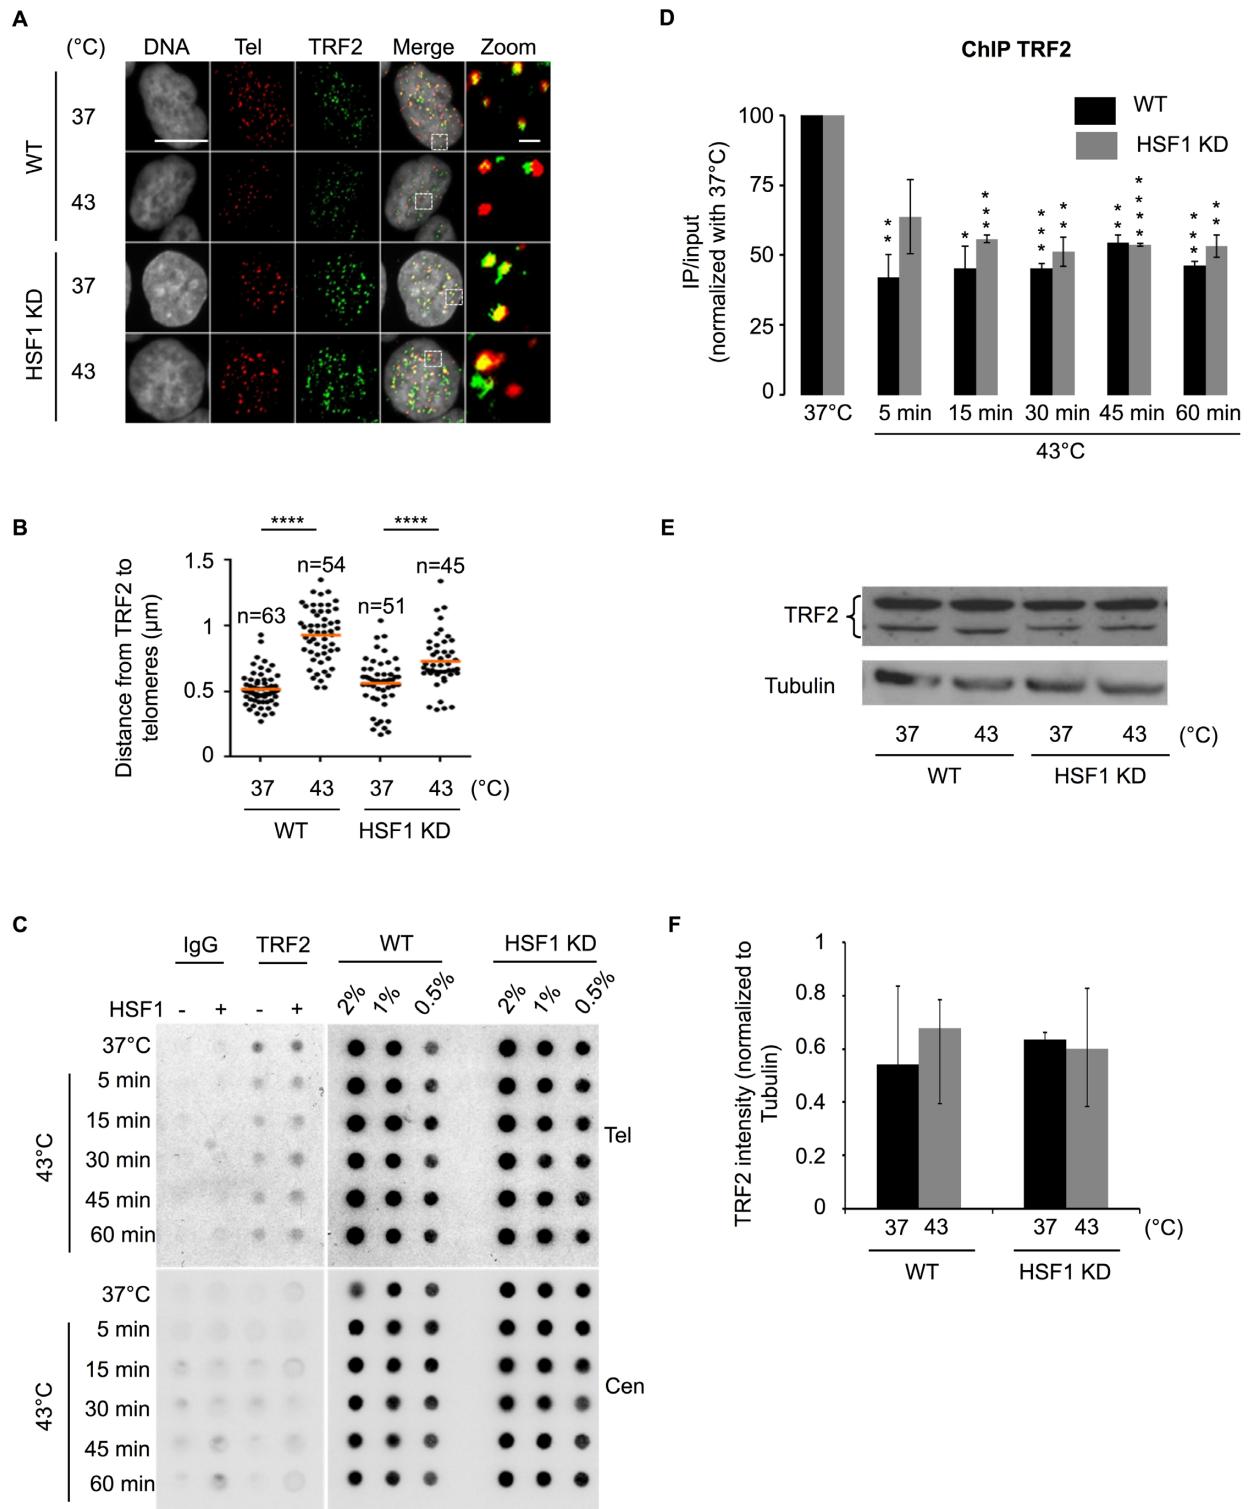 A
(°C) DNA Tel TRF2 Merge Zoom
WT
37
43
HSF1 KD
37
43
B
Distance from TRF2 to
telomeres (µm)
1.5
1
0.5
0
****
****
n=63
n=54
n=51
n=45
37 43 37 43 (°C)
WT HSF1 KD
C
IgG TRF2 WT HSF1 KD
HSF1 - + - + 2% 1% 0.5% 2% 1% 0.5%
37°C
43°C
5 min
15 min
30 min
45 min
60 min
Tel
37°C
43°C
5 min
15 min
30 min
45 min
60 min
Cen
D
ChIP TRF2
WT
HSF1 KD
IP/input
(normalized with 37°C)
100
75
50
25
0
**
*
***
***
**
**
****
***
**
37°C 5 min 15 min 30 min 45 min 60 min
43°C
E
TRF2
Tubulin
37 43 37 43 (°C)
WT HSF1 KD
F
TRF2 intensity (normalized to
Tubulin)
1
0.8
0.6
0.4
0.2
0
37 43 37 43 (°C)
WT HSF1 KD